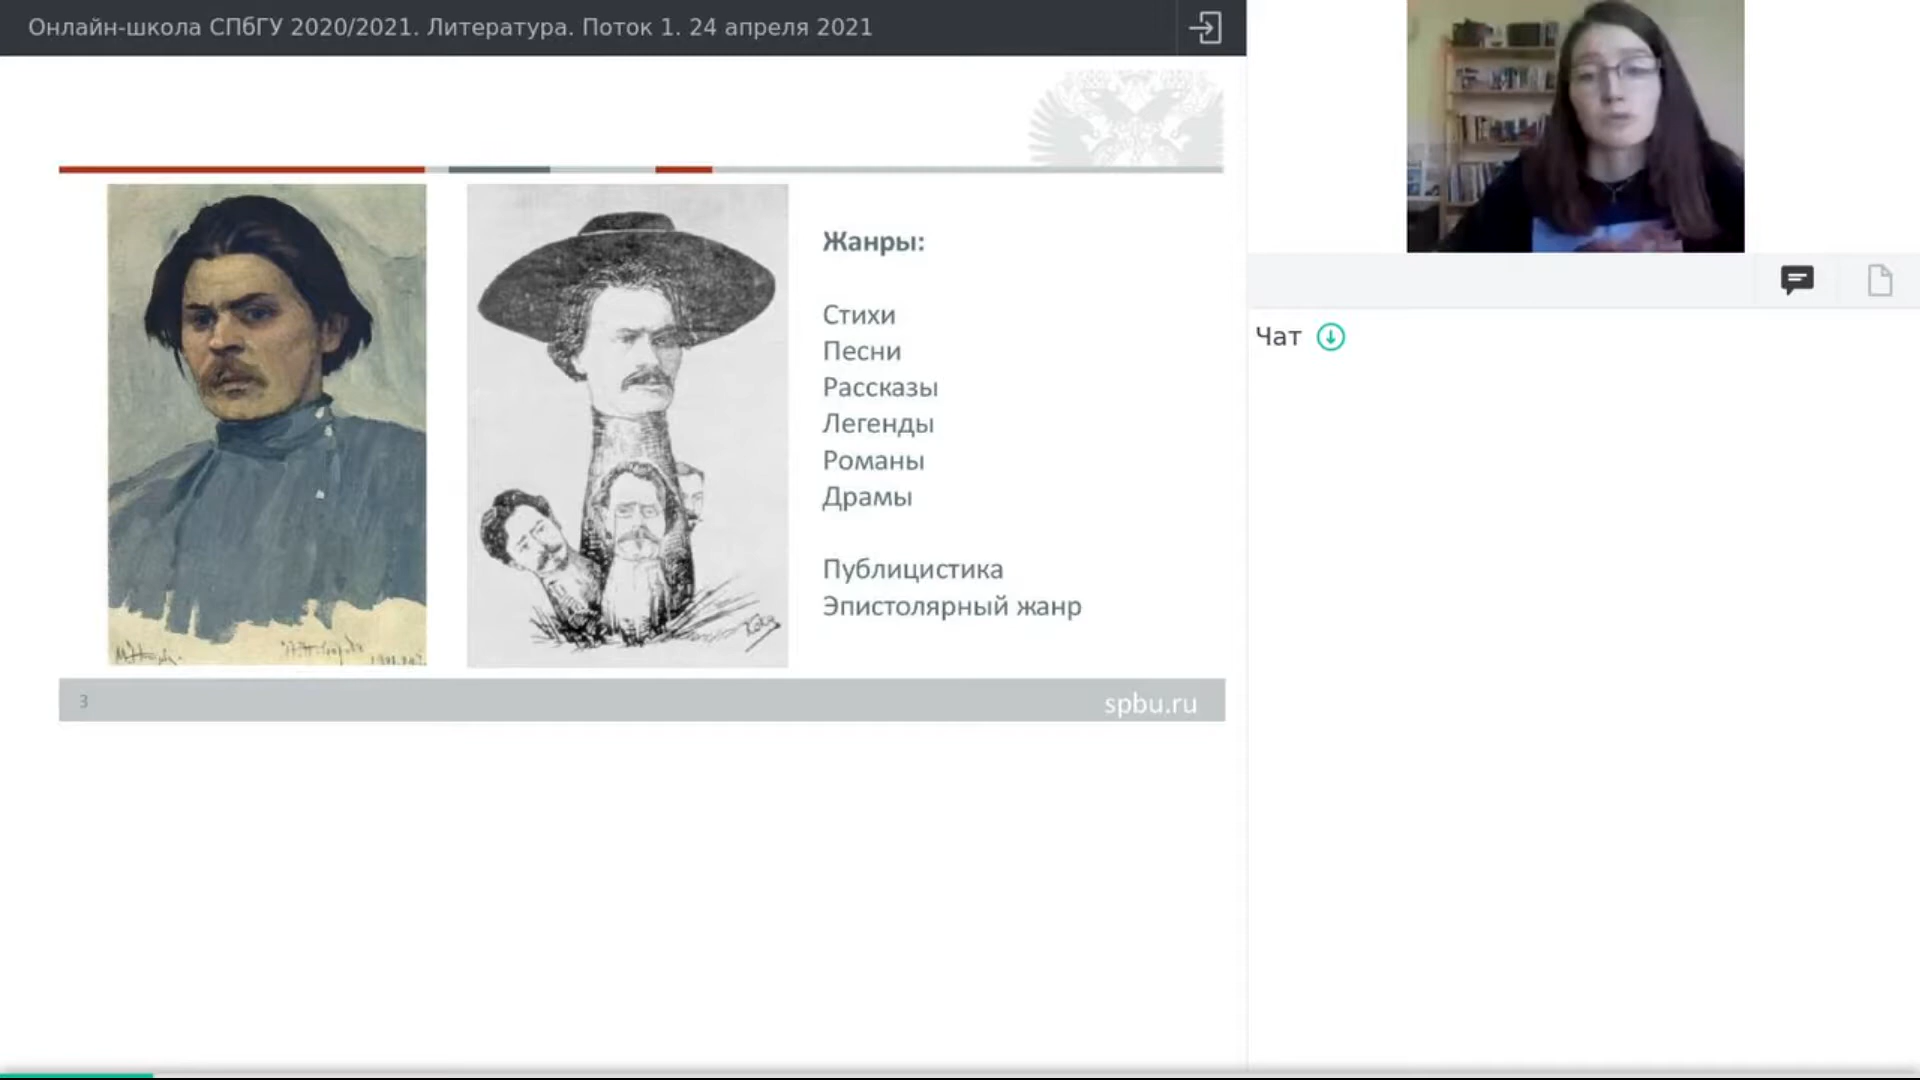 Онлайн-школа СПбГУ 2020/2021. Литература. Поток 1. 24 апреля 2021
Жанры:
Стихи
Песни
Рассказы
Легенды
Романы
Драмы
Публицистика
Эпистолярный жанр
3
spbu.ru
Чат